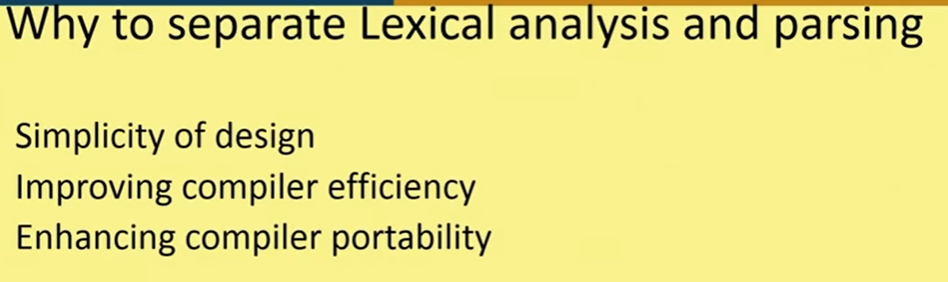 Why to separate Lexical analysis and parsing
Simplicity of design
Improving compiler efficiency
Enhancing compiler portability